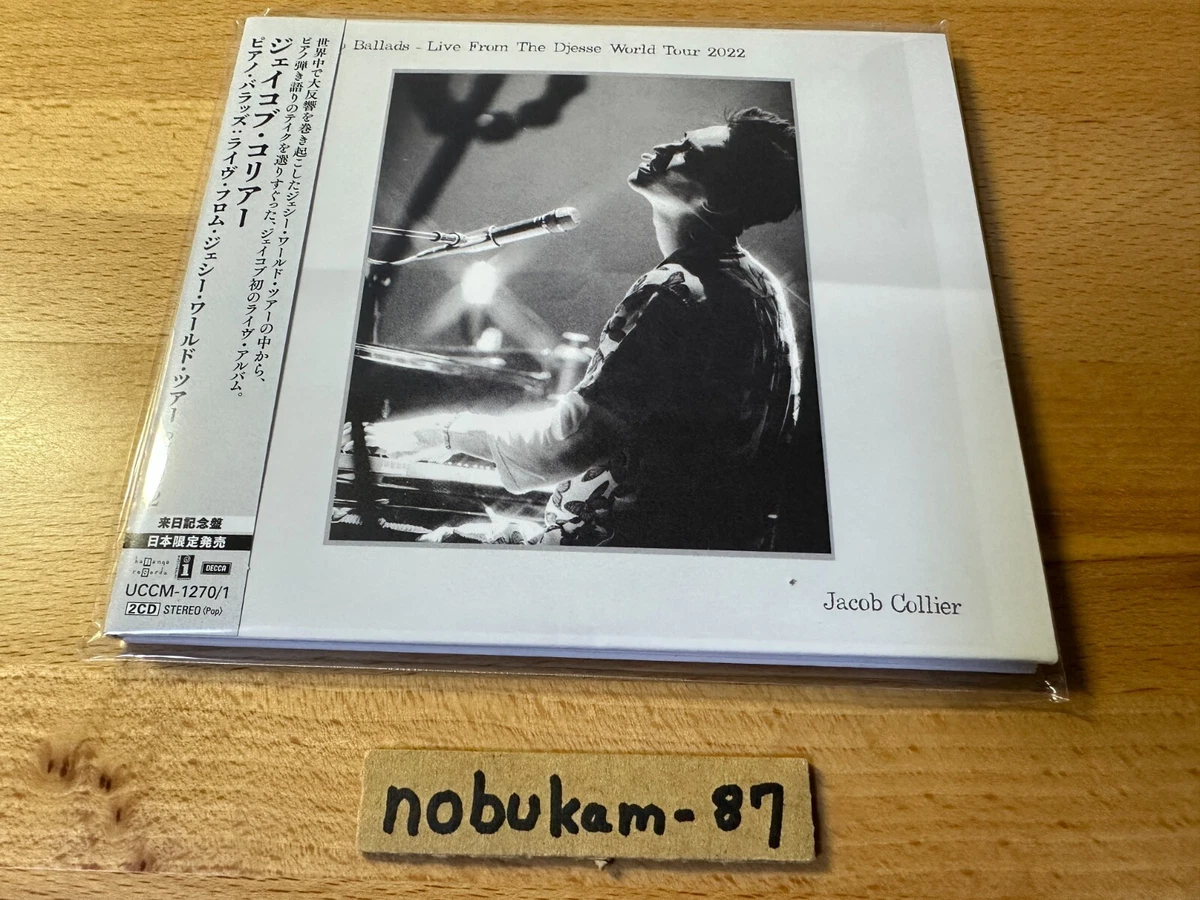 Ballads - Live From The Djesse World Tour 2022
世界中で大反響を巻き起こしたジェシー・ワールド・ツアーの中から、
ピアノ弾き語りのテイクを選りすぐった、ジェイコブ初のライヴ・アルバム。
ジェイコブ・コリアー
ピアノ・バラッズ:ライヴ・フロム・ジェシー・ワールド・ツアー
来日記念盤
日本限定発売
DECCA
UCCM-1270/1
2CD STEREO (Pop)
Jacob Collier
nobukam-87